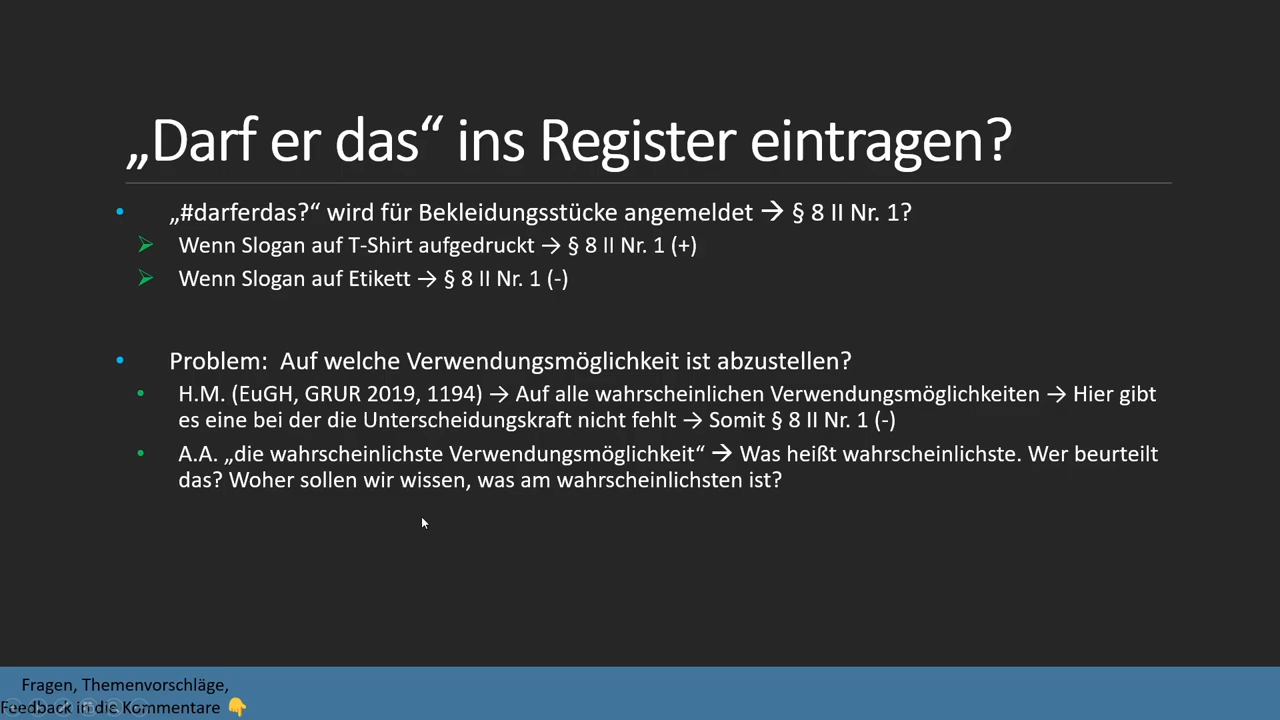 „Darf er das“ ins Register eintragen?
• „#darferdas?“ wird für Bekleidungsstücke angemeldet → § 8 II Nr. 1?
➢ Wenn Slogan auf T-Shirt aufgedruckt → § 8 II Nr. 1 (+)
➢ Wenn Slogan auf Etikett → § 8 II Nr. 1 (-)
• Problem: Auf welche Verwendungsmöglichkeit ist abzustellen?
• H.M. (EuGH, GRUR 2019, 1194) → Auf alle wahrscheinlichen Verwendungsmöglichkeiten → Hier gibt
es eine bei der die Unterscheidungskraft nicht fehlt → Somit § 8 II Nr. 1 (-)
• A.A. „die wahrscheinlichste Verwendungsmöglichkeit“ → Was heißt wahrscheinlichste. Wer beurteilt
das? Woher sollen wir wissen, was am wahrscheinlichsten ist?
Fragen, Themenvorschläge,
Feedback in die Kommentare 👇